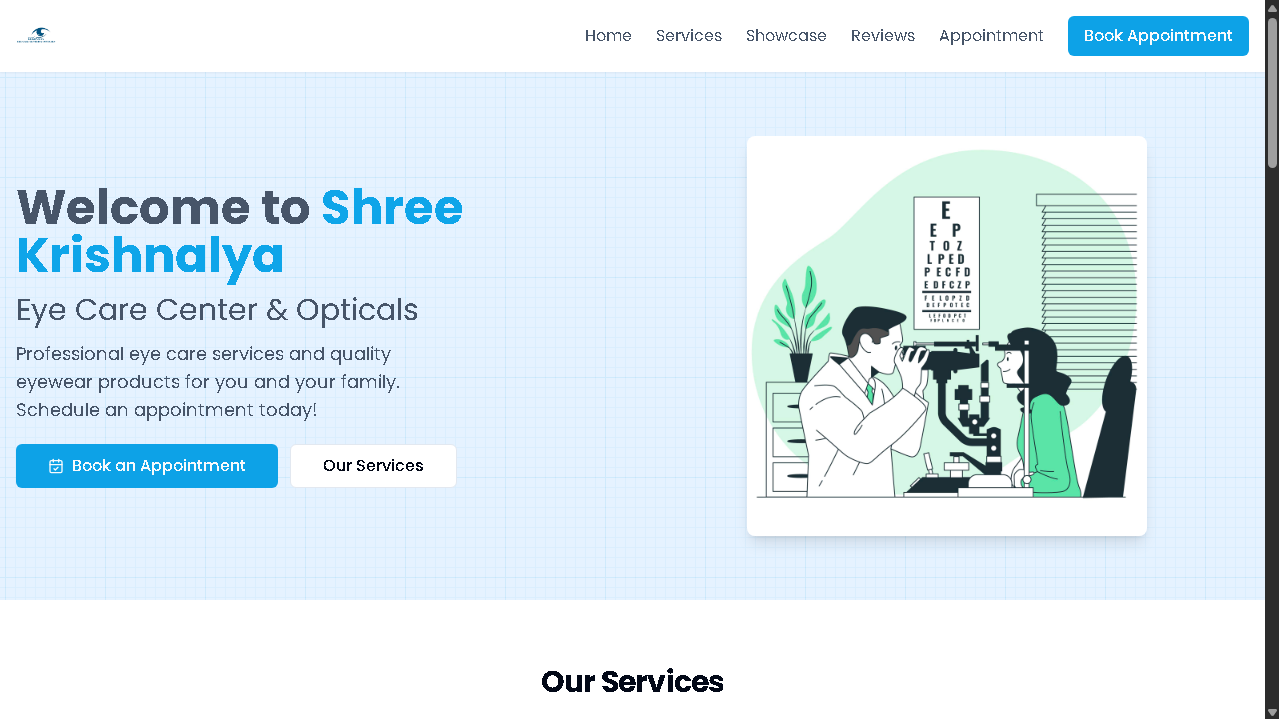 Home Services Showcase Reviews Appointment Book Appointment
Welcome to Shree
Krishnalya
Eye Care Center & Opticals
Professional eye care services and quality
eyewear products for you and your family.
Schedule an appointment today!
Book an Appointment Our Services
E
E P
T O Z
L P E D
P E C F D
E D F C Z P
F E L O P Z D
D E F P O T E C
Our Services